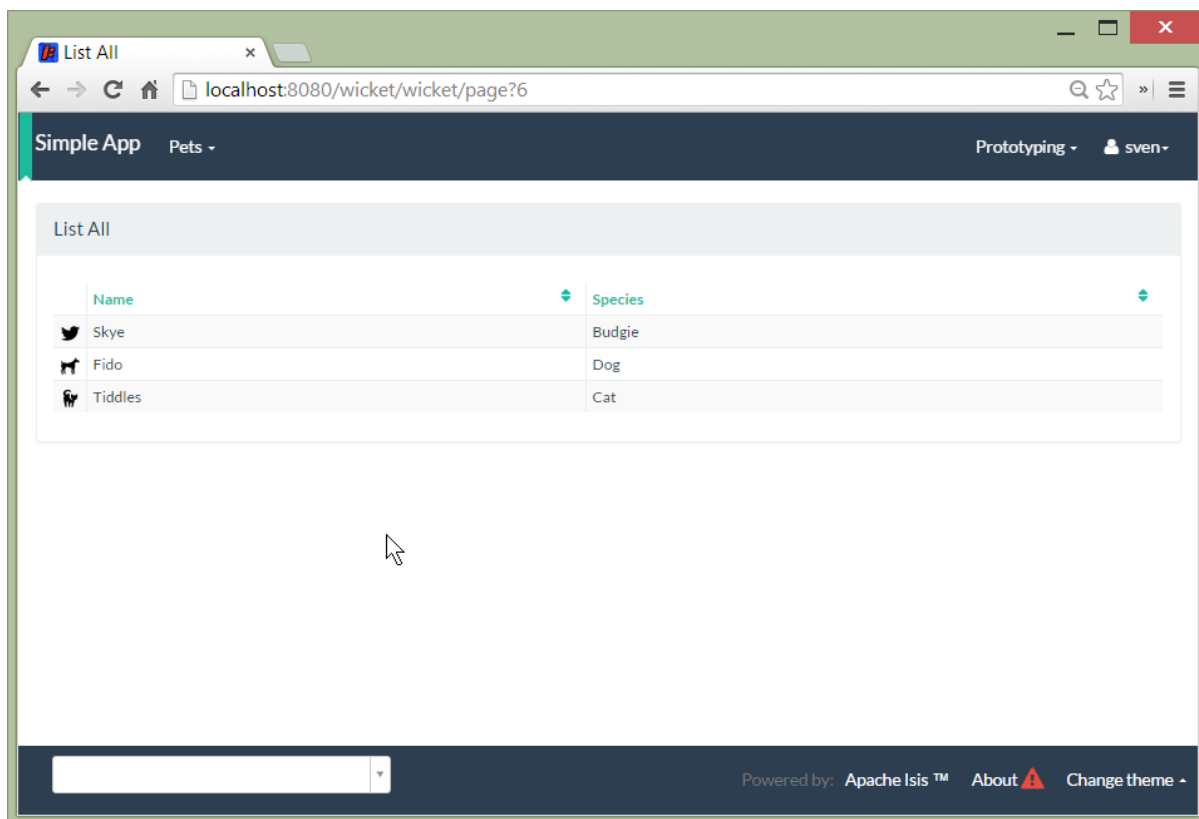 List All
localhost:8080/wicket/wicket/page?6
Simple App Pets Prototyping sven
List All
Name Species
Skye Budgie
Fido Dog
Tiddles Cat
Powered by: Apache Isis ™ About Change theme